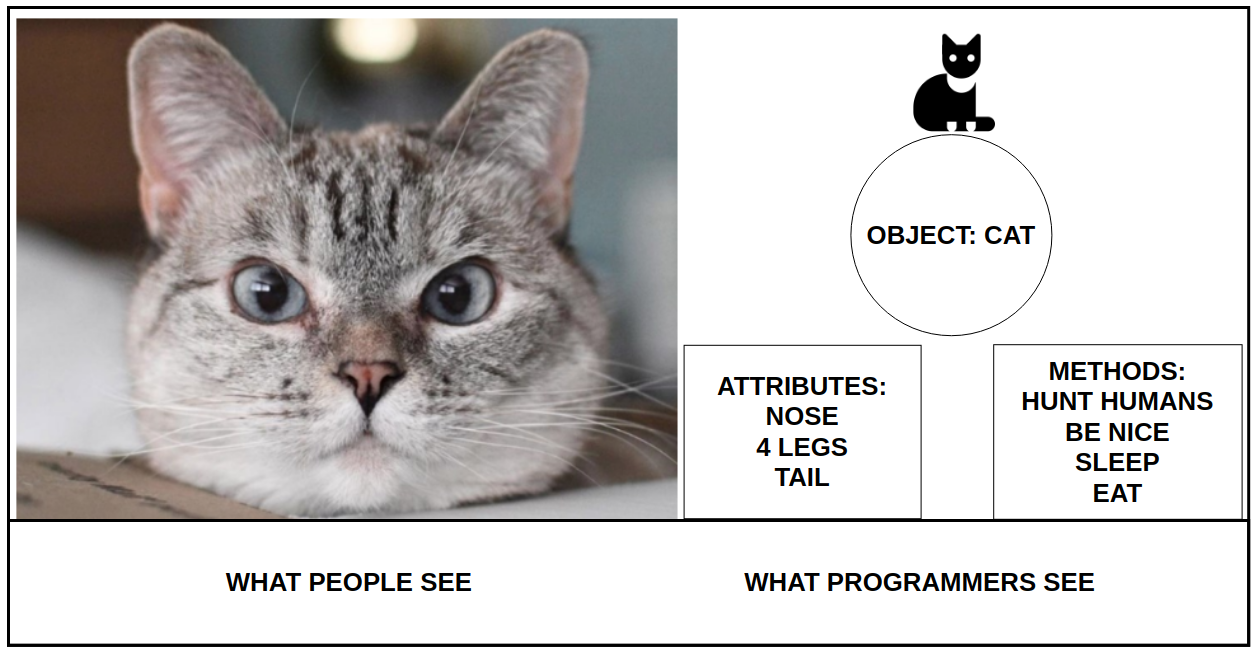 OBJECT: CAT
ATTRIBUTES:
NOSE
4 LEGS
TAIL
METHODS:
HUNT HUMANS
BE NICE
SLEEP
EAT
WHAT PEOPLE SEE
WHAT PROGRAMMERS SEE